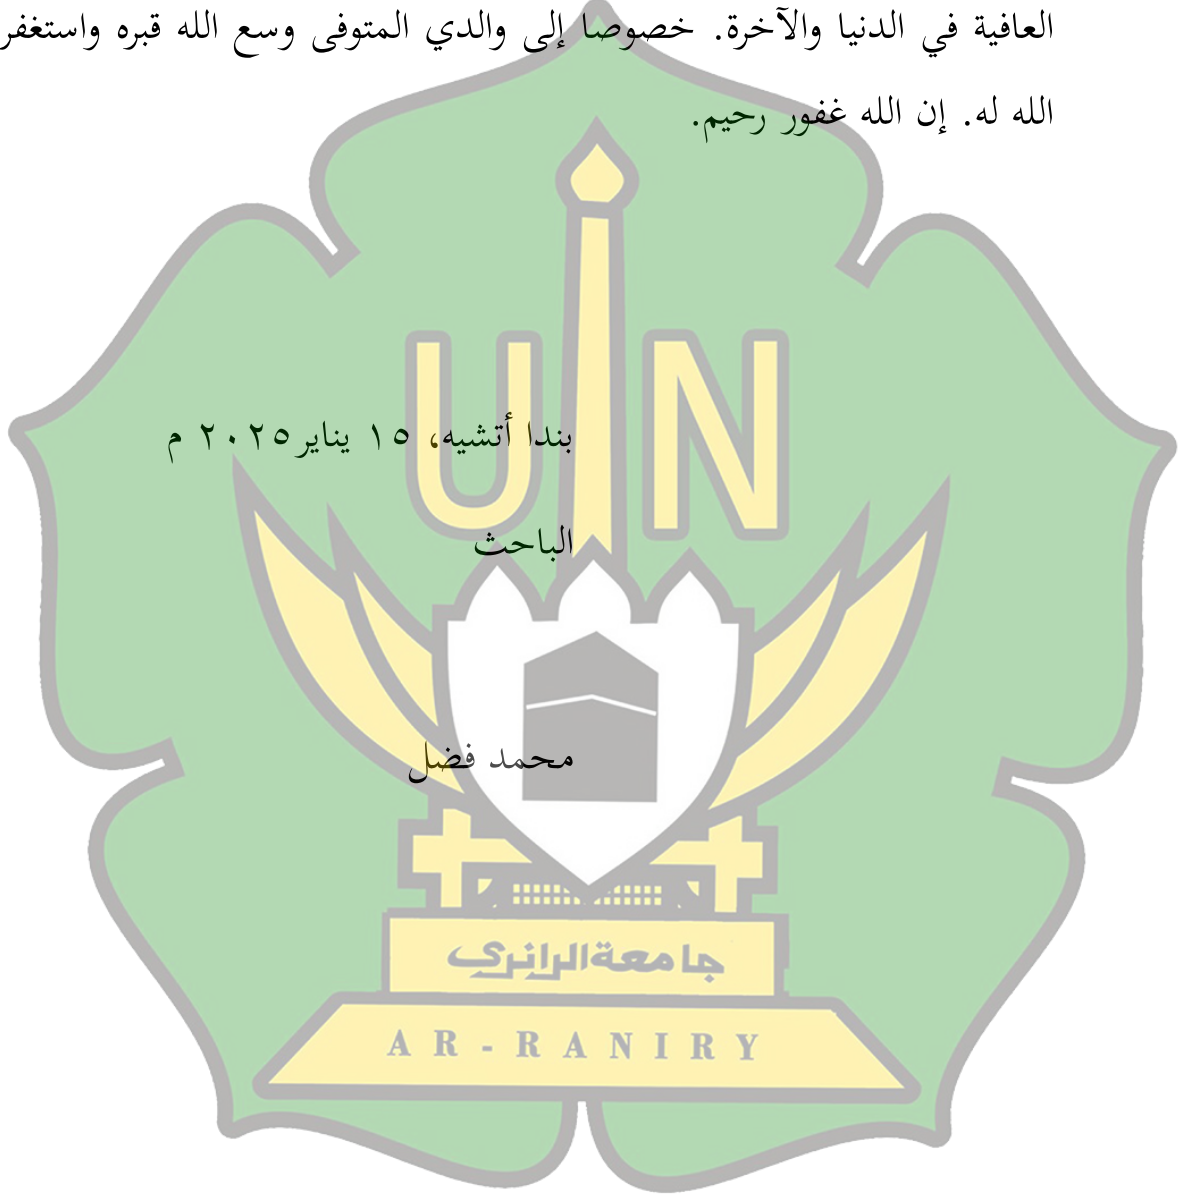 العافية في الدنيا والآخرة. خصوصا إلى والدي المتوفى وسع الله قبره واستغفر
الله له. إن الله غفور رحيم.
UIN
بندا أتشيه، ١٥ يناير٢٠٢٥ م
الباحث
محمد فضل
جامعة الرانري
AR-RANIRY